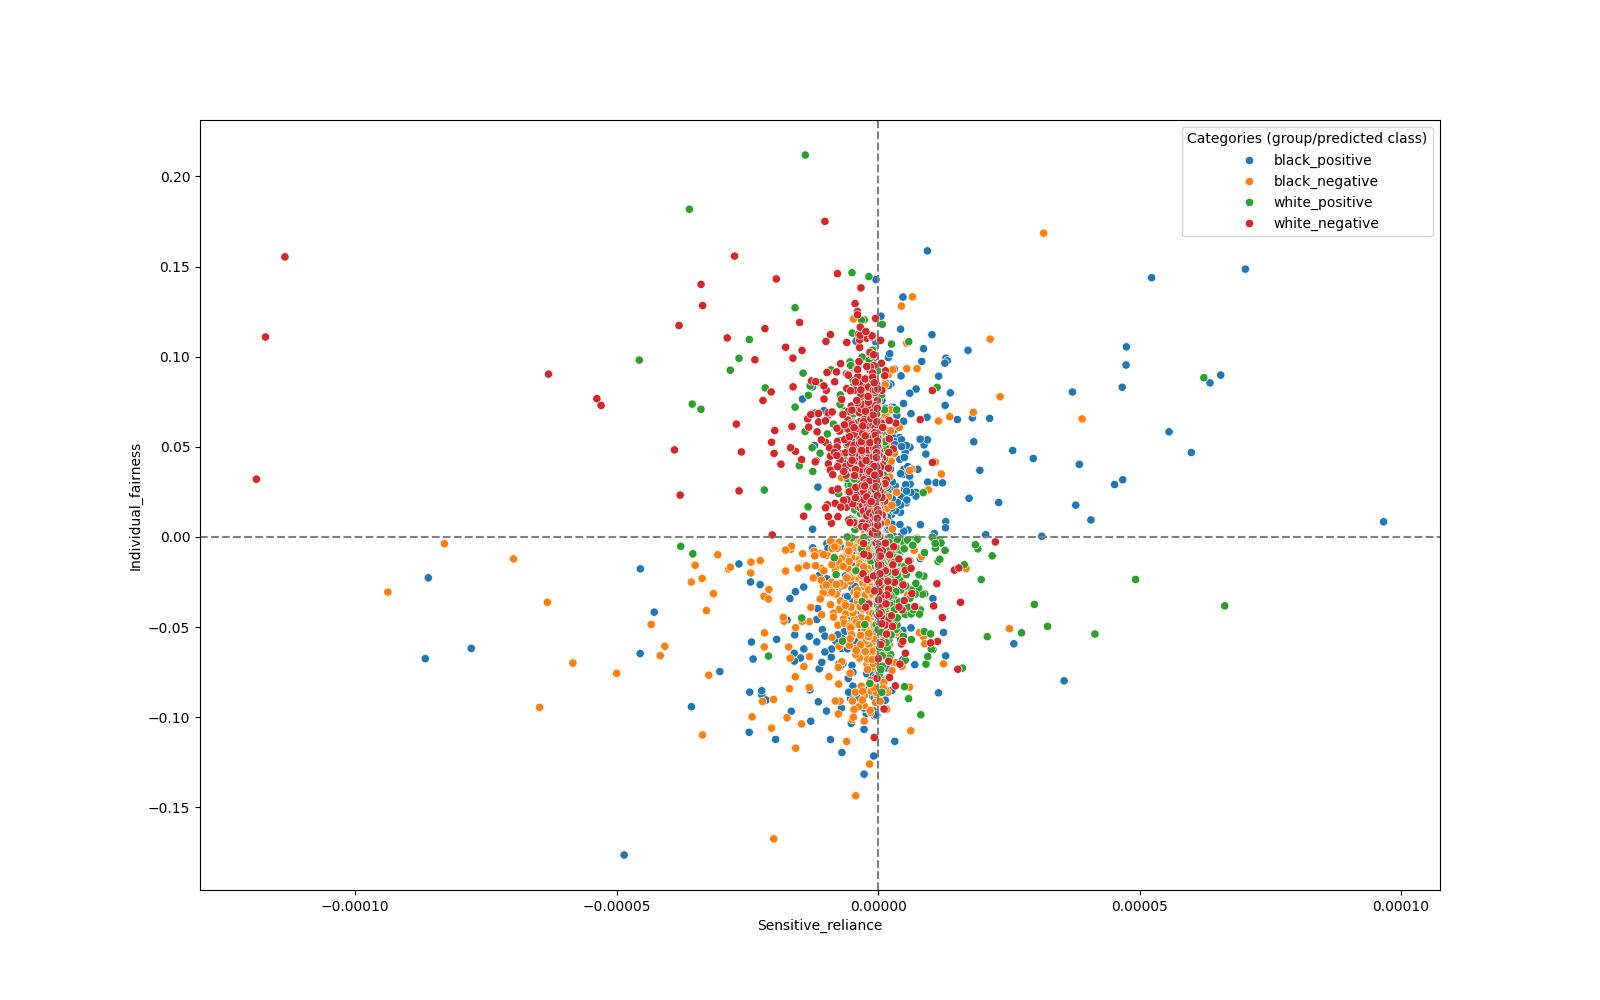 Categories (group/predicted class)
black_positive
black_negative
white_positive
white_negative
0.20
0.15
0.10
0.05
0.00
−0.05
−0.10
−0.15
Individual_fairness
−0.00010
−0.00005
0.00000
0.00005
0.00010
Sensitive_reliance